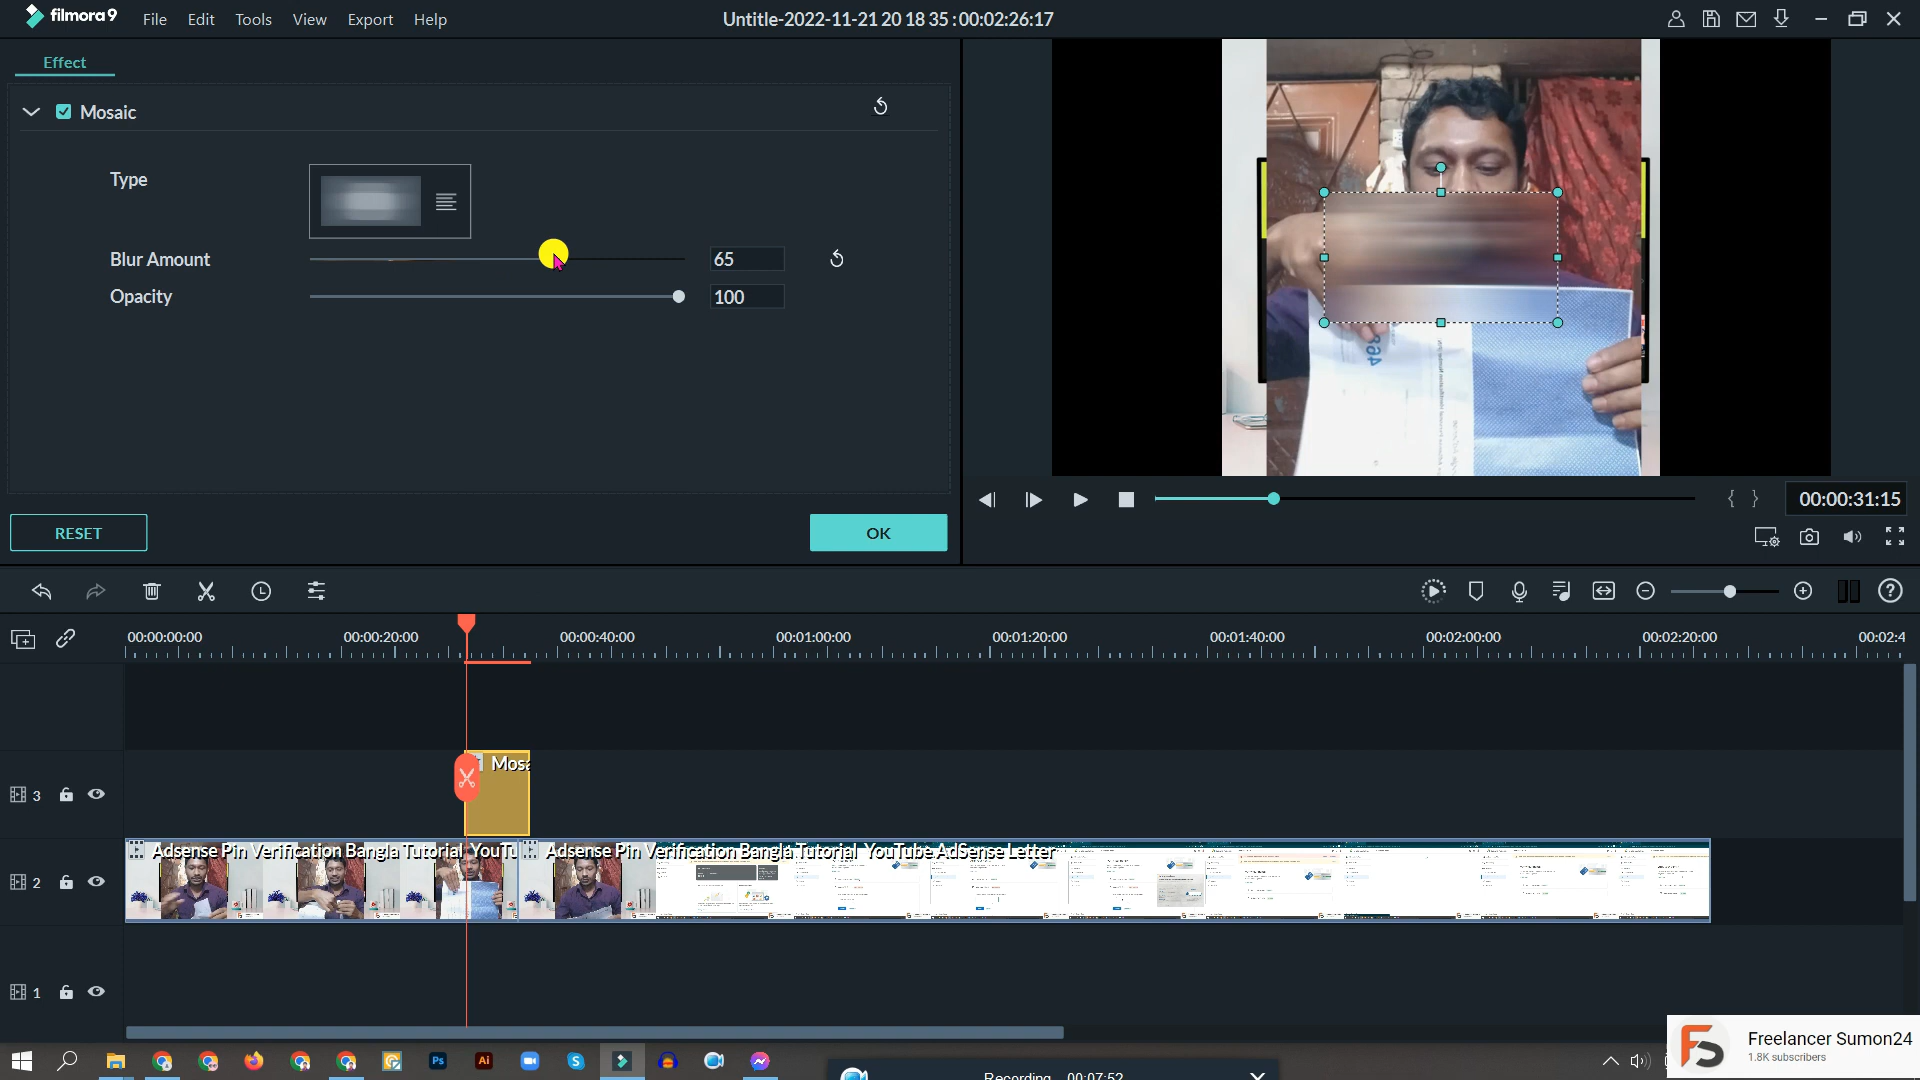 filmora9 File Edit Tools View Export Help Untitle-2022-11-21 20 18 35 : 00:02:26:17
Effect
Mosaic
Type
Blur Amount 65
Opacity 100
RESET OK
{ } 00:00:31:15
00:00:00:00 00:00:20:00 00:00:40:00 00:01:00:00 00:01:20:00 00:01:40:00 00:02:00:00 00:02:20:00 00:02:4
3 Mosa
Adsense Pin Verification Bangla Tutorial YouTu Adsense Pin Verification Bangla Tutorial YouTube AdSense Letter
2
1
Ps Ai
Recording 00:07:52
FS Freelancer Sumon24
1.8K subscribers